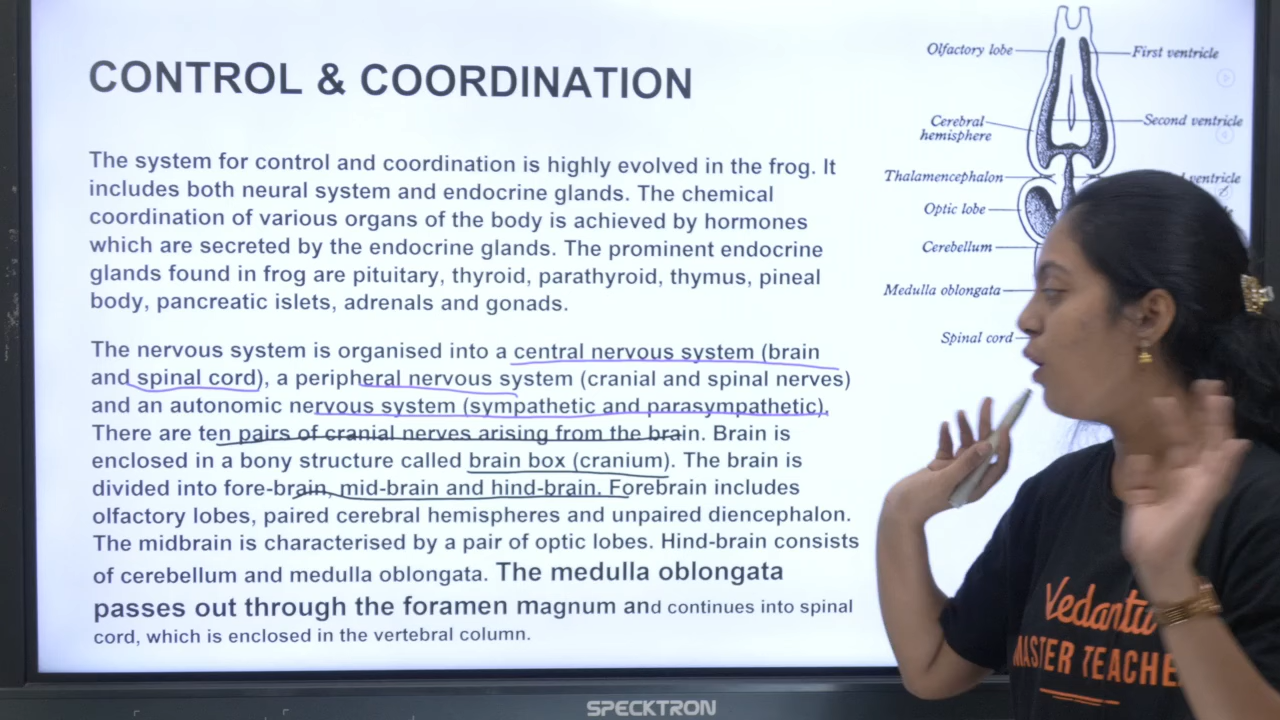 CONTROL & COORDINATION
The system for control and coordination is highly evolved in the frog. It
includes both neural system and endocrine glands. The chemical
coordination of various organs of the body is achieved by hormones
which are secreted by the endocrine glands. The prominent endocrine
glands found in frog are pituitary, thyroid, parathyroid, thymus, pineal
body, pancreatic islets, adrenals and gonads.
The nervous system is organised into a central nervous system (brain
and spinal cord), a peripheral nervous system (cranial and spinal nerves)
and an autonomic nervous system (sympathetic and parasympathetic).
There are ten pairs of cranial nerves arising from the brain. Brain is
enclosed in a bony structure called brain box (cranium). The brain is
divided into fore-brain, mid-brain and hind-brain. Forebrain includes
olfactory lobes, paired cerebral hemispheres and unpaired diencephalon.
The midbrain is characterised by a pair of optic lobes. Hind-brain consists
of cerebellum and medulla oblongata. The medulla oblongata
passes out through the foramen magnum and continues into spinal
cord, which is enclosed in the vertebral column.
Olfactory lobe
First ventricle
Cerebral
hemisphere
Second ventricle
Thalamencephalon
ventricle
Optic lobe
Cerebellum
Medulla oblongata
Spinal cord
Vedantu
MASTER TEACHE
SPECKTRON